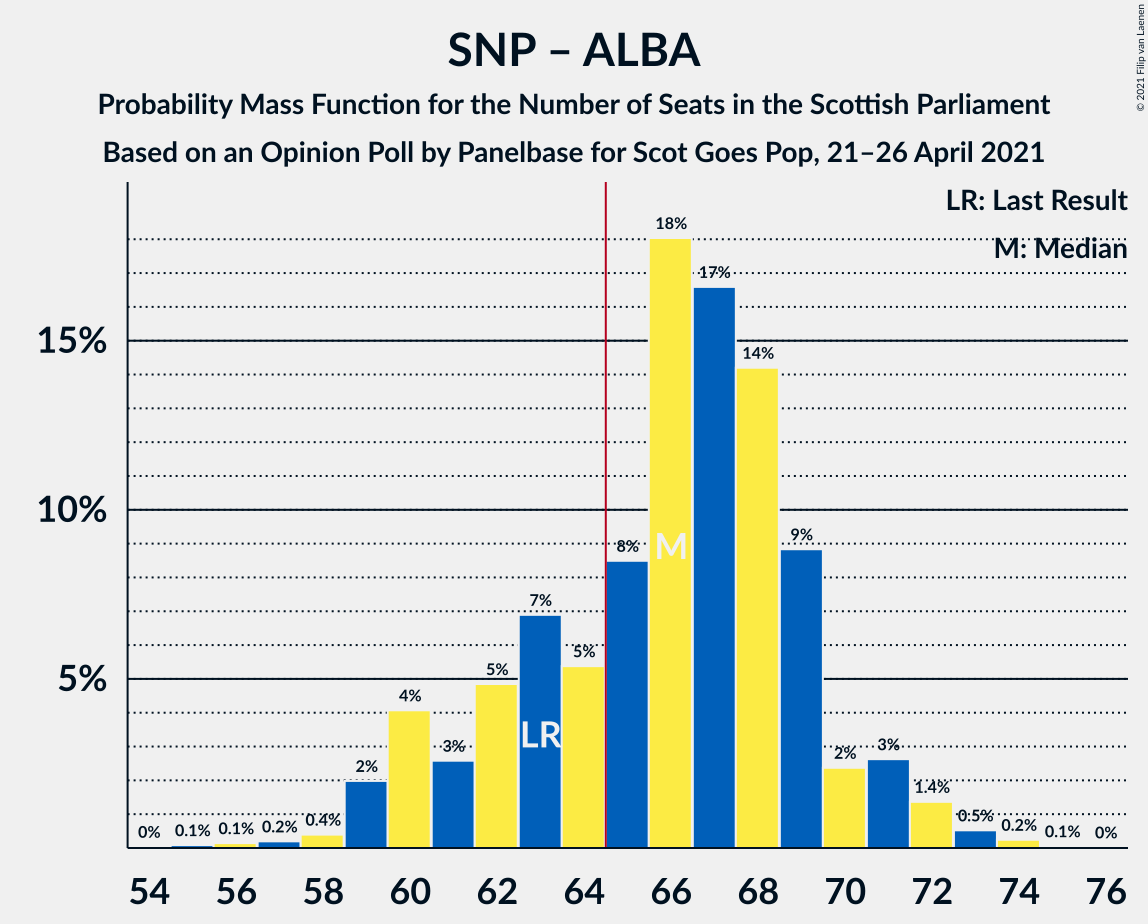 SNP – ALBA
Probability Mass Function for the Number of Seats in the Scottish Parliament
Based on an Opinion Poll by Panelbase for Scot Goes Pop, 21–26 April 2021
© 2021 Filip van Laenen
LR: Last Result
M: Median
15%
10%
5%
0%
0.1%
0.1%
0.2%
0.4%
2%
4%
3%
5%
7%
5%
8%
18%
17%
14%
9%
2%
3%
1.4%
0.5%
0.2%
0.1%
0%
LR
M
54 56 58 60 62 64 66 68 70 72 74 76